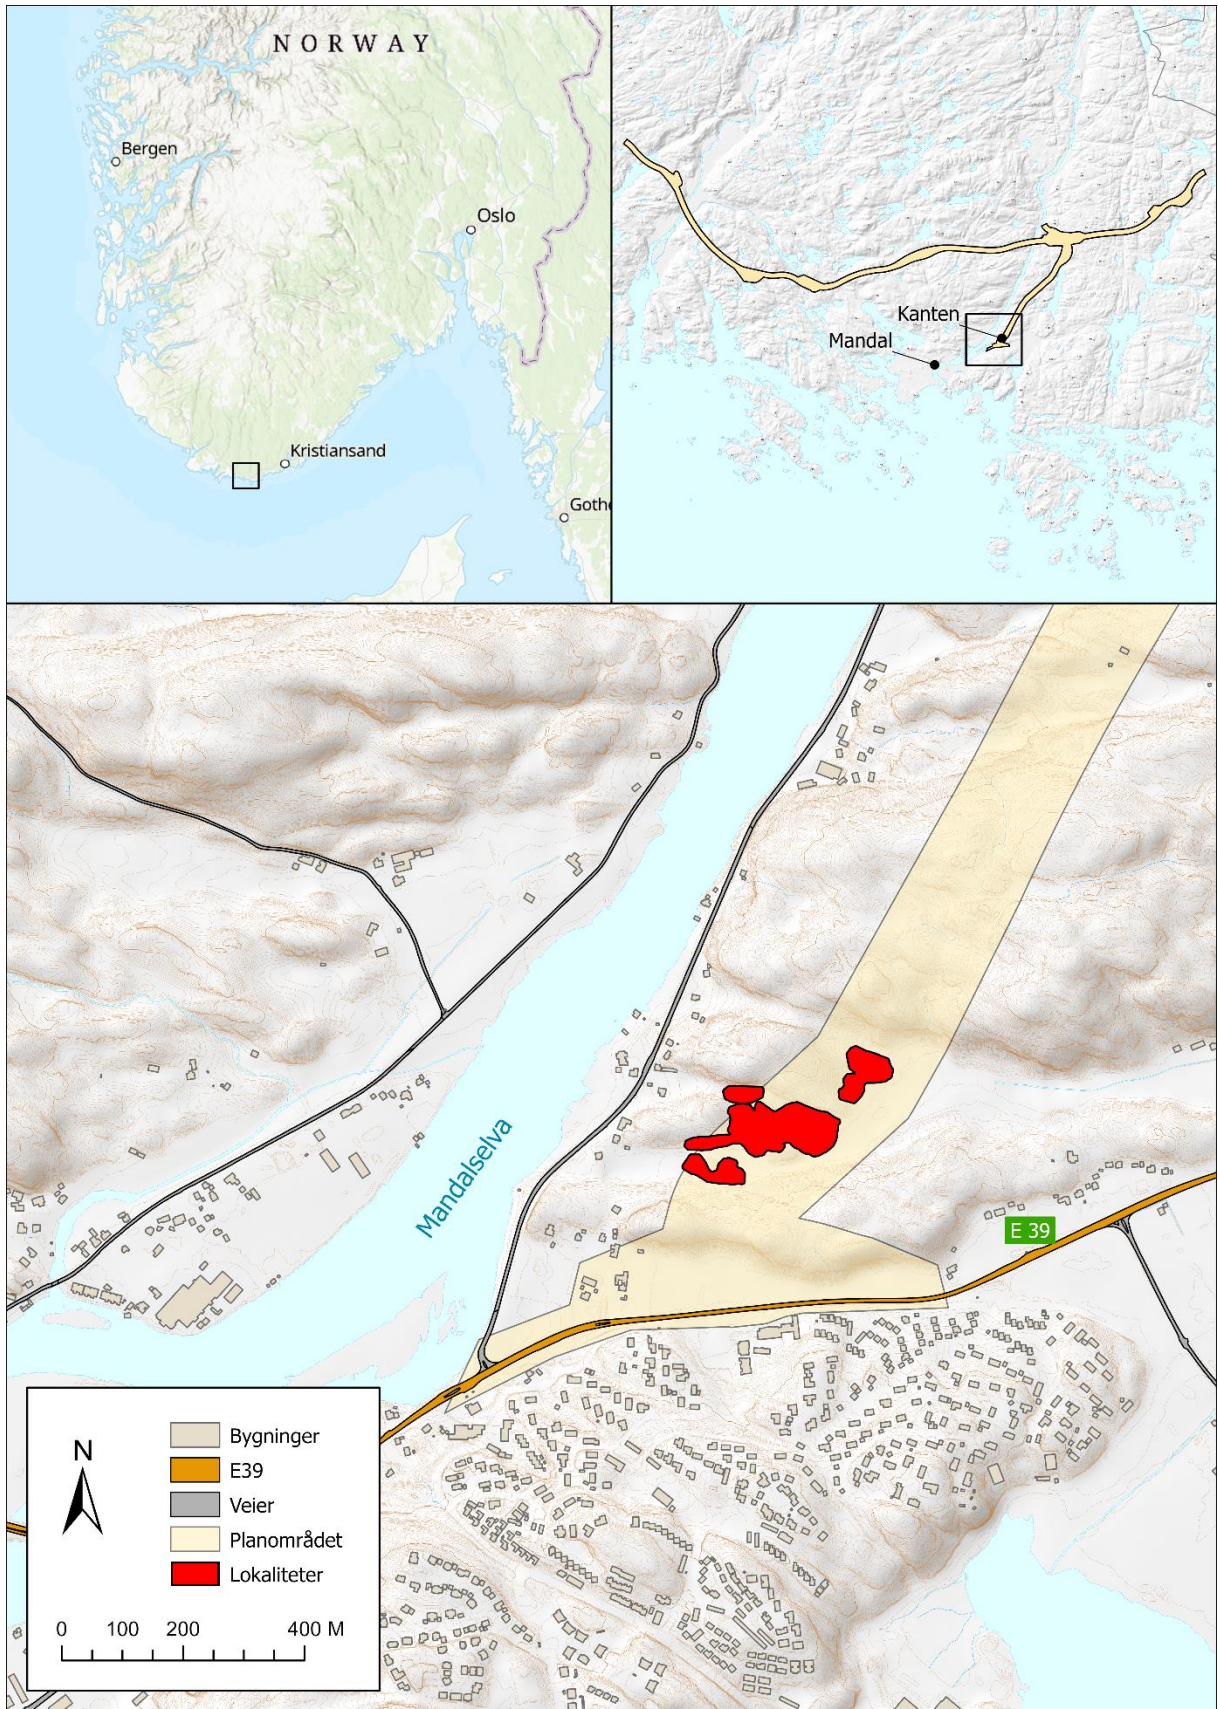 NORWAY
Bergen
Oslo
Kristiansand
Goth
Kanten
Mandal
Mandalselva
E 39
N
Bygninger
E39
Veier
Planområdet
Lokaliteter
0 100 200 400 M